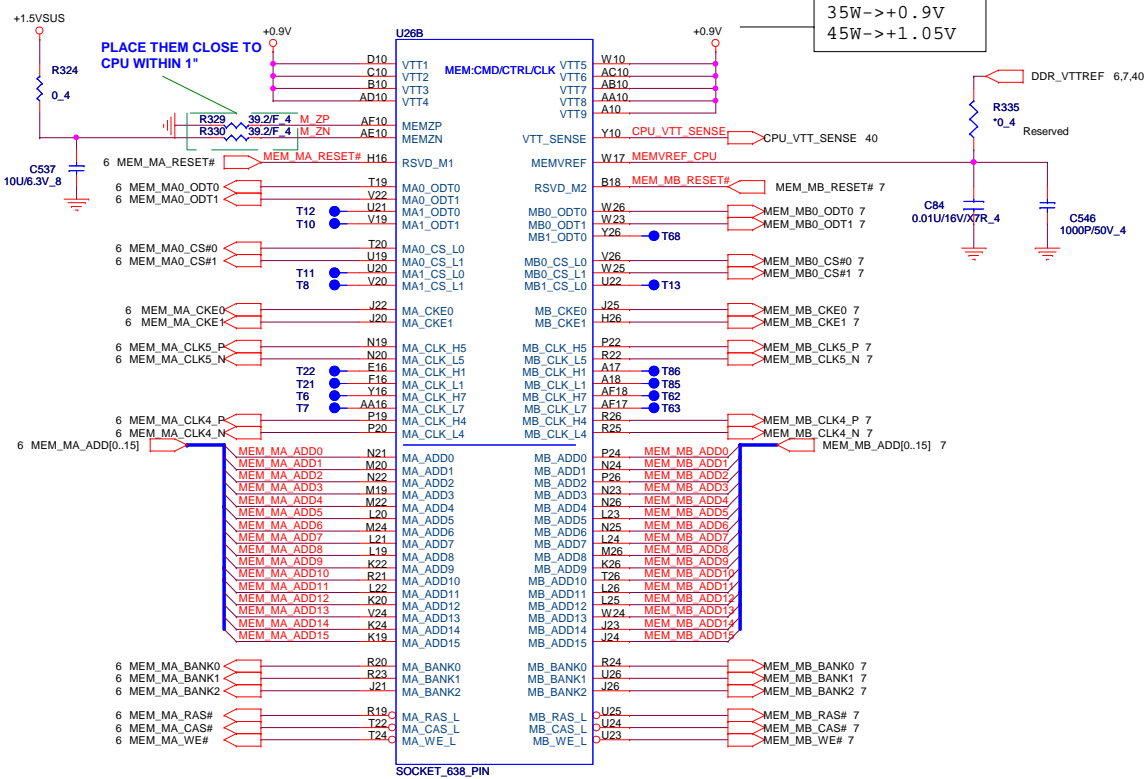 35W->+0.9V
45W->+1.05V
+1.5VSUS
+0.9V
U26B
+0.9V
PLACE THEM CLOSE TO
CPU WITHIN 1"
R324
0_4
MEM:CMD/CTRL/CLK
D10 VTT1 VTT5 W10
C10 VTT2 VTT6 AC10
B10 VTT3 VTT7 AB10
AD10 VTT4 VTT8 AA10
VTT9 A10
DDR_VTTREF 6,7,40
R335
*0_4
Reserved
R329 39.2/F_4 M_ZP AF10 MEMZP
R330 39.2/F_4 M_ZN AE10 MEMZN VTT_SENSE Y10 CPU_VTT_SENSE CPU_VTT_SENSE 40
C537
10U/6.3V_8
6 MEM_MA_RESET# MEM_MA_RESET# H16 RSVD_M1 MEMVREF W17 MEMVREF_CPU
RSVD_M2 B18 MEM_MB_RESET# MEM_MB_RESET# 7
C84
0.01U/16V/X7R_4
C546
1000P/50V_4
6 MEM_MA0_ODT0 T19 MA0_ODT0
6 MEM_MA0_ODT1 V22 MA0_ODT1
T12 U21 MA1_ODT0 MB0_ODT0 W26 MEM_MB0_ODT0 7
T10 V19 MA1_ODT1 MB0_ODT1 W23 MEM_MB0_ODT1 7
MB1_ODT0 Y26 T68
6 MEM_MA0_CS#0 T20 MA0_CS_L0
6 MEM_MA0_CS#1 U19 MA0_CS_L1 MB0_CS_L0 V26 MEM_MB0_CS#0 7
T11 U20 MA1_CS_L0 MB0_CS_L1 W25 MEM_MB0_CS#1 7
T8 V20 MA1_CS_L1 MB1_CS_L0 U22 T13
6 MEM_MA_CKE0 J22 MA_CKE0 MB_CKE0 J25 MEM_MB_CKE0 7
6 MEM_MA_CKE1 J20 MA_CKE1 MB_CKE1 H26 MEM_MB_CKE1 7
6 MEM_MA_CLK5_P N19 MA_CLK_H5 MB_CLK_H5 P22 MEM_MB_CLK5_P 7
6 MEM_MA_CLK5_N N20 MA_CLK_L5 MB_CLK_L5 R22 MEM_MB_CLK5_N 7
T22 E16 MA_CLK_H1 MB_CLK_H1 A17 T86
T21 F16 MA_CLK_L1 MB_CLK_L1 A18 T85
T6 Y16 MA_CLK_H7 MB_CLK_H7 AF18 T62
T7 AA16 MA_CLK_L7 MB_CLK_L7 AF17 T63
6 MEM_MA_CLK4_P P19 MA_CLK_H4 MB_CLK_H4 R26 MEM_MB_CLK4_P 7
6 MEM_MA_CLK4_N P20 MA_CLK_L4 MB_CLK_L4 R25 MEM_MB_CLK4_N 7
6 MEM_MA_ADD[0..15] MEM_MB_ADD[0..15] 7
MEM_MA_ADD0 N21 MA_ADD0 MB_ADD0 P24 MEM_MB_ADD0
MEM_MA_ADD1 M20 MA_ADD1 MB_ADD1 N24 MEM_MB_ADD1
MEM_MA_ADD2 N22 MA_ADD2 MB_ADD2 P26 MEM_MB_ADD2
MEM_MA_ADD3 M19 MA_ADD3 MB_ADD3 N23 MEM_MB_ADD3
MEM_MA_ADD4 M22 MA_ADD4 MB_ADD4 N26 MEM_MB_ADD4
MEM_MA_ADD5 L20 MA_ADD5 MB_ADD5 L23 MEM_MB_ADD5
MEM_MA_ADD6 M24 MA_ADD6 MB_ADD6 N25 MEM_MB_ADD6
MEM_MA_ADD7 L21 MA_ADD7 MB_ADD7 L24 MEM_MB_ADD7
MEM_MA_ADD8 L19 MA_ADD8 MB_ADD8 M26 MEM_MB_ADD8
MEM_MA_ADD9 K22 MA_ADD9 MB_ADD9 K26 MEM_MB_ADD9
MEM_MA_ADD10 R21 MA_ADD10 MB_ADD10 T26 MEM_MB_ADD10
MEM_MA_ADD11 L22 MA_ADD11 MB_ADD11 L26 MEM_MB_ADD11
MEM_MA_ADD12 K20 MA_ADD12 MB_ADD12 L25 MEM_MB_ADD12
MEM_MA_ADD13 V24 MA_ADD13 MB_ADD13 W24 MEM_MB_ADD13
MEM_MA_ADD14 K24 MA_ADD14 MB_ADD14 J23 MEM_MB_ADD14
MEM_MA_ADD15 K19 MA_ADD15 MB_ADD15 J24 MEM_MB_ADD15
6 MEM_MA_BANK0 R20 MA_BANK0 MB_BANK0 R24 MEM_MB_BANK0 7
6 MEM_MA_BANK1 R23 MA_BANK1 MB_BANK1 U26 MEM_MB_BANK1 7
6 MEM_MA_BANK2 J21 MA_BANK2 MB_BANK2 J26 MEM_MB_BANK2 7
6 MEM_MA_RAS# R19 MA_RAS_L MB_RAS_L U25 MEM_MB_RAS# 7
6 MEM_MA_CAS# T22 MA_CAS_L MB_CAS_L U24 MEM_MB_CAS# 7
6 MEM_MA_WE# T24 MA_WE_L MB_WE_L U23 MEM_MB_WE# 7
SOCKET_638_PIN